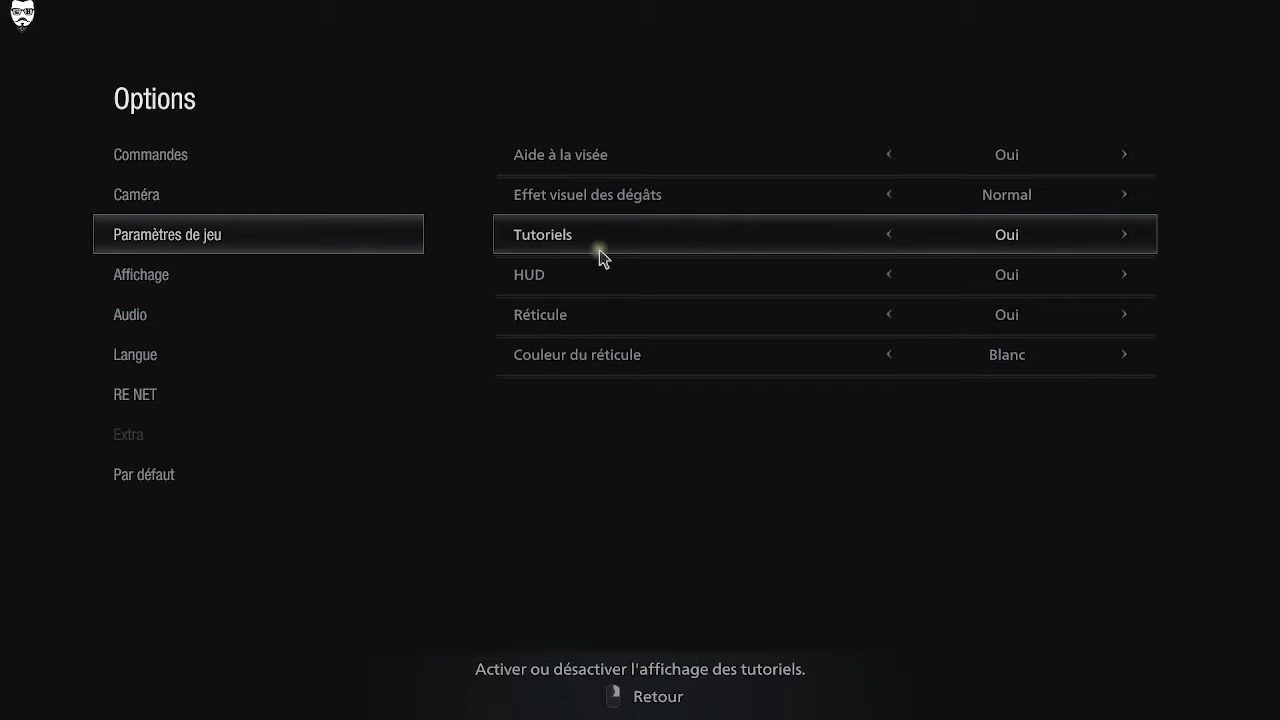 Options
Commandes
Caméra
Paramètres de jeu
Affichage
Audio
Langue
RE NET
Extra
Par défaut
Aide à la visée Oui
Effet visuel des dégâts Normal
Tutoriels Oui
HUD Oui
Réticule Oui
Couleur du réticule Blanc
Activer ou désactiver l'affichage des tutoriels.
Retour